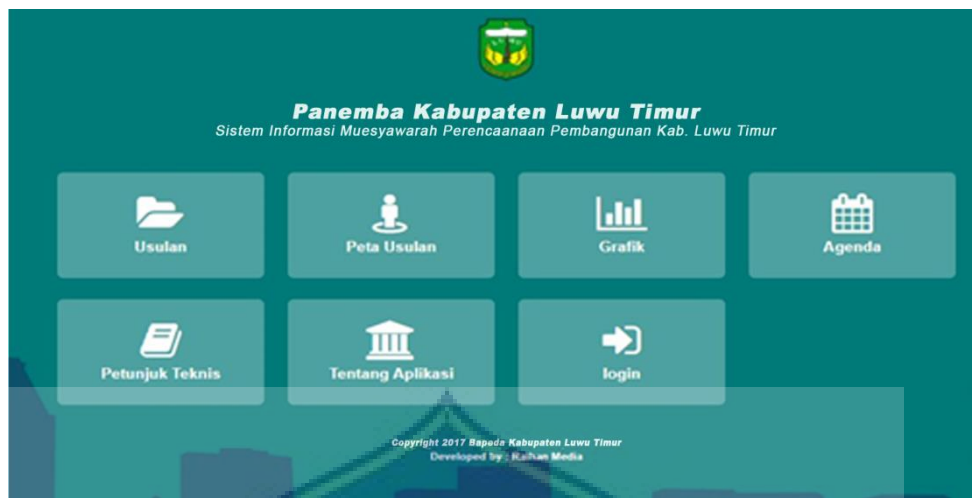 Panemba Kabupaten Luwu Timur
Sistem Informasi Muesyawarah Perencaanaan Pembangunan Kab. Luwu Timur
Usulan
Peta Usulan
Grafik
Agenda
Petunjuk Teknis
Tentang Aplikasi
login
Copyright 2017 Bapeda Kabupaten Luwu Timur
Developed by : Raihan Media